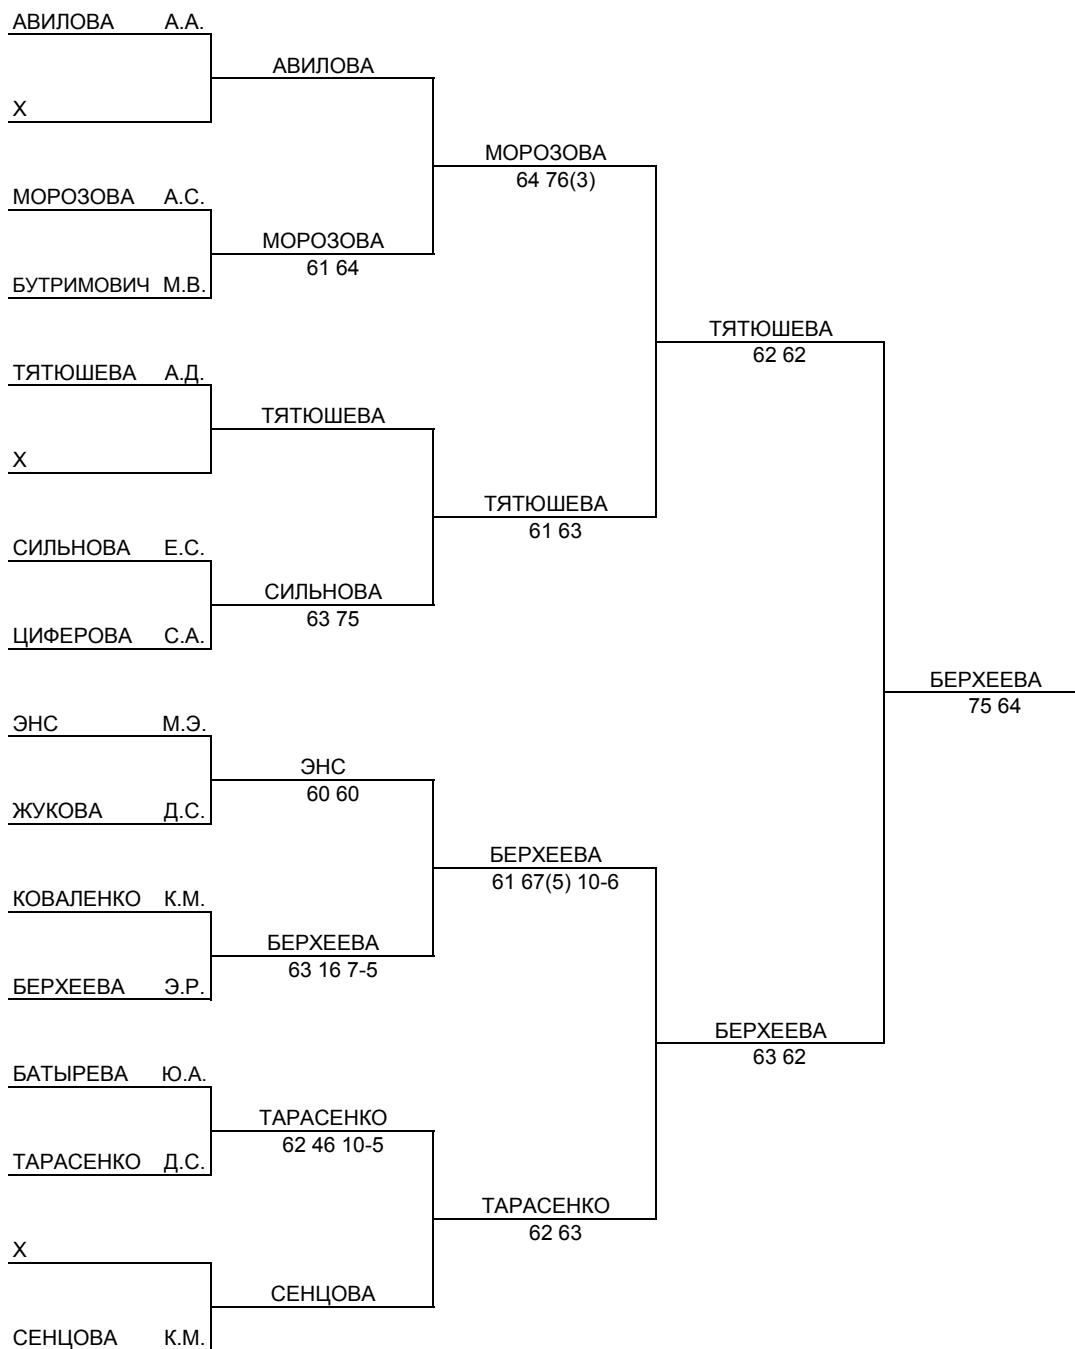 АВИЛОВА А.А.
АВИЛОВА
Х
МОРОЗОВА
64 76(3)
МОРОЗОВА А.С.
МОРОЗОВА
61 64
БУТРИМОВИЧ М.В.
ТЯТЮШЕВА
62 62
ТЯТЮШЕВА А.Д.
ТЯТЮШЕВА
Х
ТЯТЮШЕВА
61 63
СИЛЬНОВА Е.С.
СИЛЬНОВА
63 75
ЦИФЕРОВА С.А.
БЕРХЕЕВА
75 64
ЭНС М.Э.
ЭНС
60 60
ЖУКОВА Д.С.
БЕРХЕЕВА
61 67(5) 10-6
КОВАЛЕНКО К.М.
БЕРХЕЕВА
63 16 7-5
БЕРХЕЕВА Э.Р.
БЕРХЕЕВА
63 62
БАТЫРЕВА Ю.А.
ТАРАСЕНКО
62 46 10-5
ТАРАСЕНКО Д.С.
ТАРАСЕНКО
62 63
Х
СЕНЦОВА
СЕНЦОВА К.М.